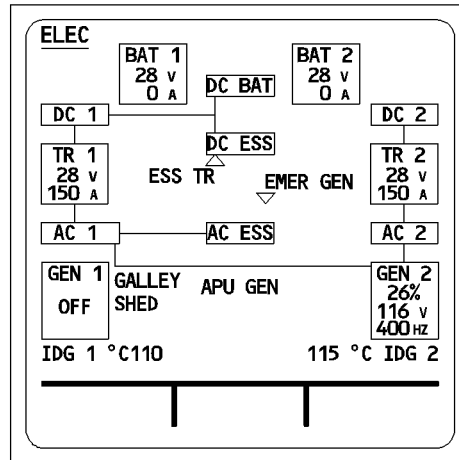 ELEC
BAT 1
28 V
0 A
BAT 2
28 V
0 A
DC BAT
DC 1
DC 2
DC ESS
TR 1
28 V
150 A
ESS TR
EMER GEN
TR 2
28 V
150 A
AC 1
AC ESS
AC 2
GEN 1
OFF
GALLEY
SHED
APU GEN
GEN 2
26%
116 V
400 HZ
IDG 1 °C110
115 °C IDG 2